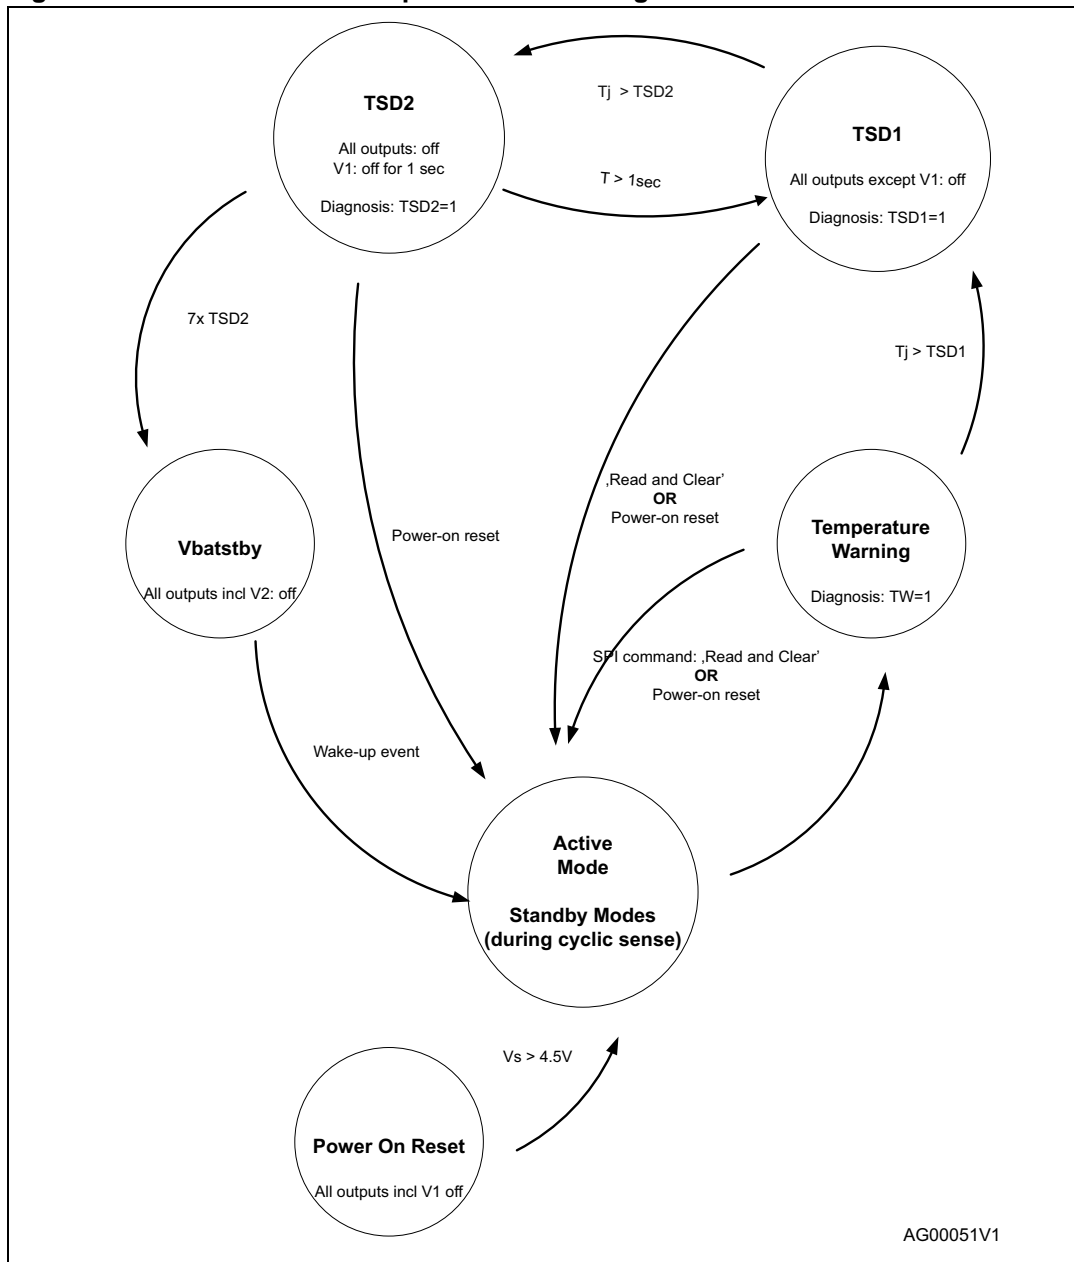 TSD2
All outputs: off
V1: off for 1 sec
Diagnosis: TSD2=1
Tj > TSD2
T > 1sec
TSD1
All outputs except V1: off
Diagnosis: TSD1=1
7x TSD2
Tj > TSD1
Power-on reset
‚Read and Clear’
OR
Power-on reset
Vbatstby
All outputs incl V2: off
Temperature
Warning
Diagnosis: TW=1
SPI command: ‚Read and Clear’
OR
Power-on reset
Wake-up event
Active
Mode
Standby Modes
(during cyclic sense)
Vs > 4.5V
Power On Reset
All outputs incl V1 off
AG00051V1